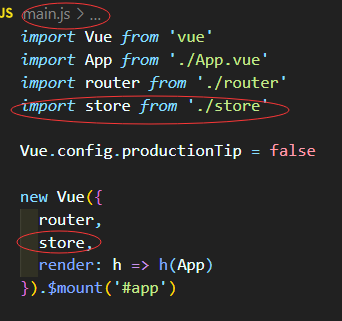 JS main.js > ...
import Vue from 'vue'
import App from './App.vue'
import router from './router'
import store from './store'
Vue.config.productionTip = false
new Vue({
router,
store,
render: h => h(App)
}).$mount('#app')